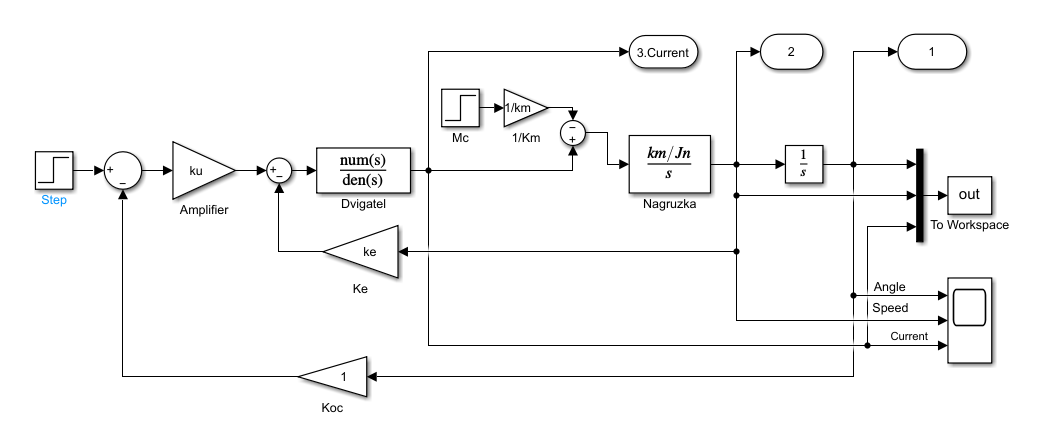 3.Current
2
1
1/km
Mc
1/Km
+
−
ku
+
−
num(s)
den(s)
−
+
km/Jn
s
1
s
out
Step
Amplifier
Dvigatel
Nagruzka
To Workspace
ke
Ke
Angle
Speed
Current
1
Koc